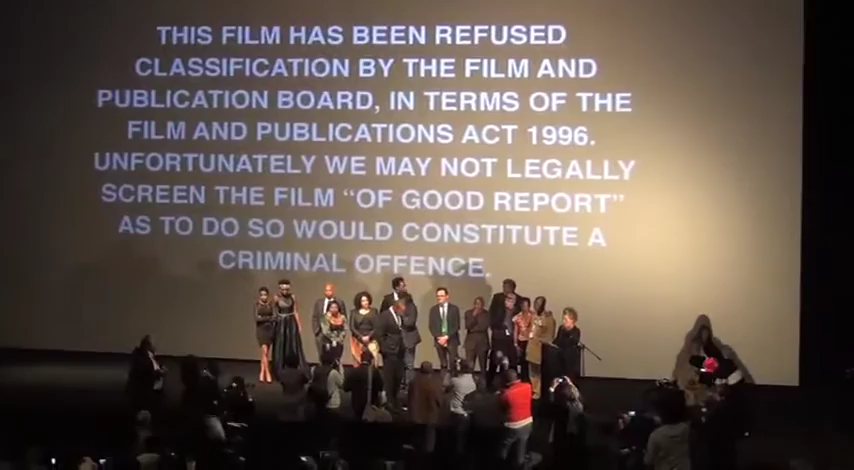 THIS FILM HAS BEEN REFUSED
CLASSIFICATION BY THE FILM AND
PUBLICATION BOARD, IN TERMS OF THE
FILM AND PUBLICATIONS ACT 1996.
UNFORTUNATELY WE MAY NOT LEGALLY
SCREEN THE FILM “OF GOOD REPORT”
AS TO DO SO WOULD CONSTITUTE A
CRIMINAL OFFENCE.